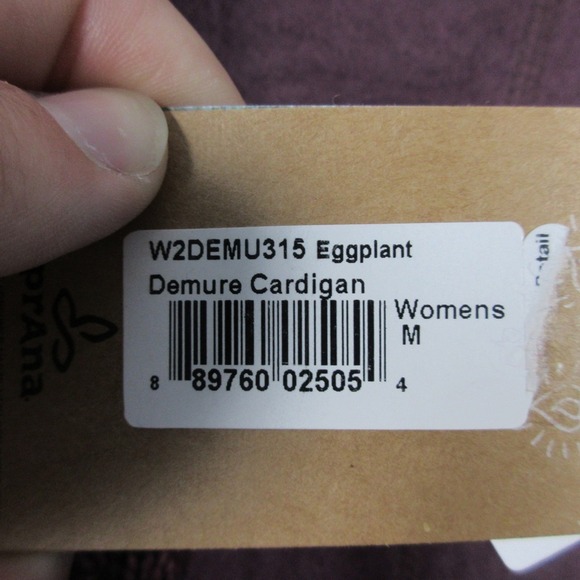 W2DEMU315 Eggplant
Demure Cardigan
Womens
M
8 89760 02505 4
prAna